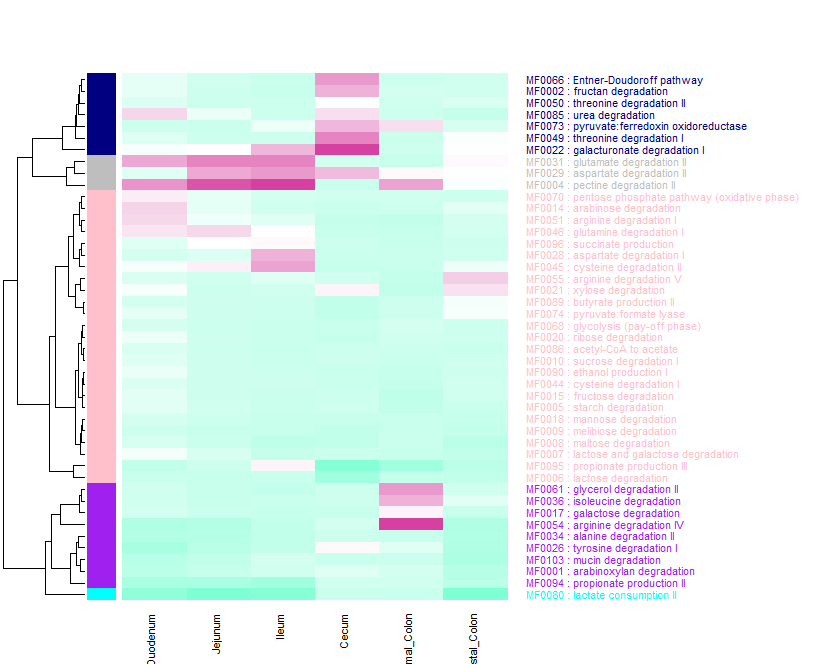 MF0066 : Entner-Doudoroff pathway
MF0002 : fructan degradation
MF0050 : threonine degradation II
MF0085 : urea degradation
MF0073 : pyruvate:ferredoxin oxidoreductase
MF0049 : threonine degradation I
MF0022 : galacturonate degradation I
MF0031 : glutamate degradation II
MF0029 : aspartate degradation II
MF0004 : pectine degradation II
MF0070 : pentose phosphate pathway (oxidative phase)
MF0014 : arabinose degradation
MF0051 : arginine degradation I
MF0046 : glutamine degradation I
MF0096 : succinate production
MF0028 : aspartate degradation I
MF0045 : cysteine degradation II
MF0055 : arginine degradation V
MF0021 : xylose degradation
MF0089 : butyrate production II
MF0074 : pyruvate:formate lyase
MF0068 : glycolysis (pay-off phase)
MF0020 : ribose degradation
MF0086 : acetyl-CoA to acetate
MF0010 : sucrose degradation I
MF0090 : ethanol production I
MF0044 : cysteine degradation I
MF0015 : fructose degradation
MF0005 : starch degradation
MF0018 : mannose degradation
MF0009 : melibiose degradation
MF0008 : maltose degradation
MF0007 : lactose and galactose degradation
MF0095 : propionate production III
MF0006 : lactose degradation
MF0061 : glycerol degradation II
MF0036 : isoleucine degradation
MF0017 : galactose degradation
MF0054 : arginine degradation IV
MF0034 : alanine degradation II
MF0026 : tyrosine degradation I
MF0103 : mucin degradation
MF0001 : arabinoxylan degradation
MF0094 : propionate production II
MF0080 : lactate consumption II
Duodenum
Jejunum
Ileum
Cecum
mal_Colon
stal_Colon